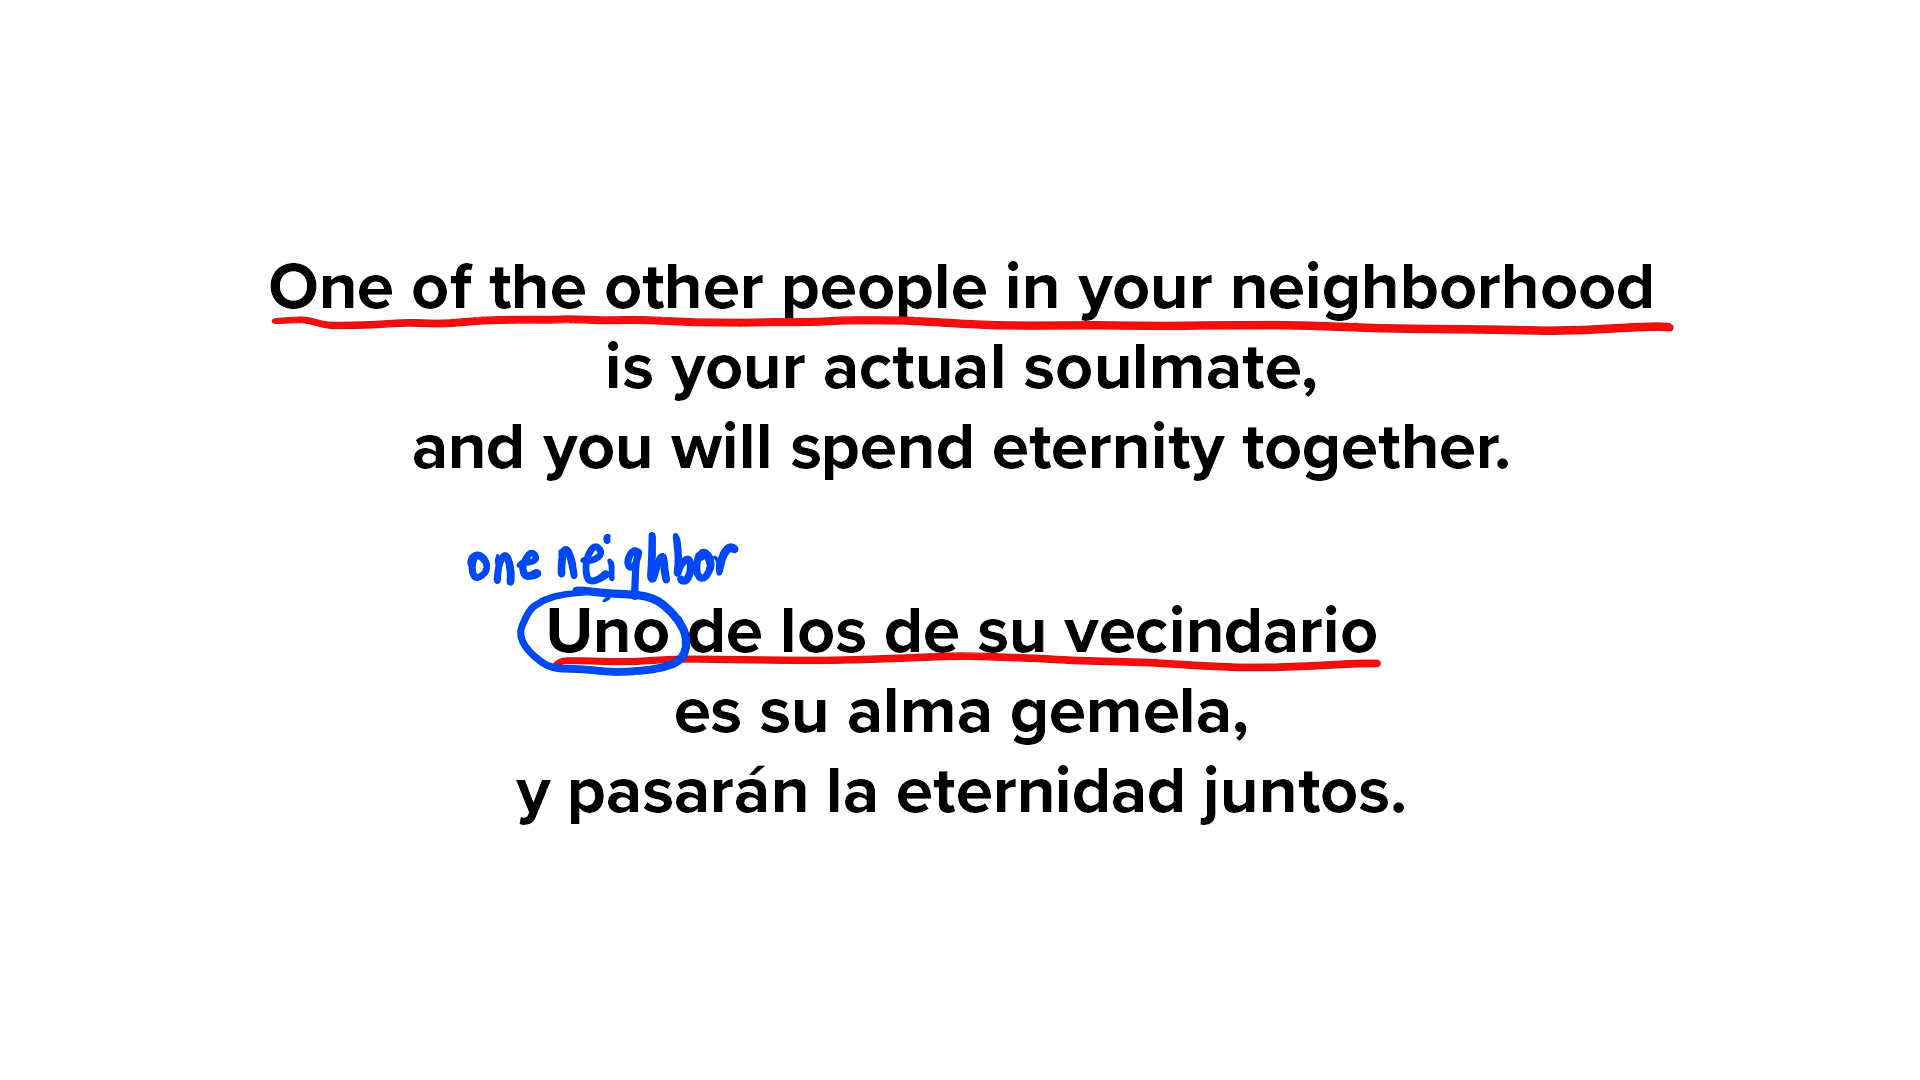 One of the other people in your neighborhood
is your actual soulmate,
and you will spend eternity together.
one neighbor
Uno de los de su vecindario
es su alma gemela,
y pasarán la eternidad juntos.